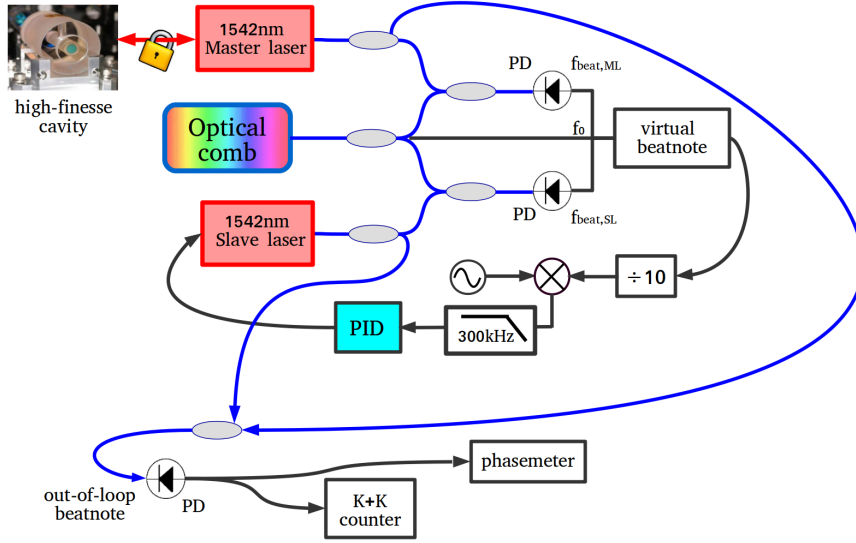 1542nm
Master laser
high-finesse
cavity
PD
fbeat,ML
Optical
comb
f0
virtual
beatnote
1542nm
Slave laser
PD
fbeat,SL
÷10
PID
300kHz
phasemeter
out-of-loop
beatnote
PD
K+K
counter